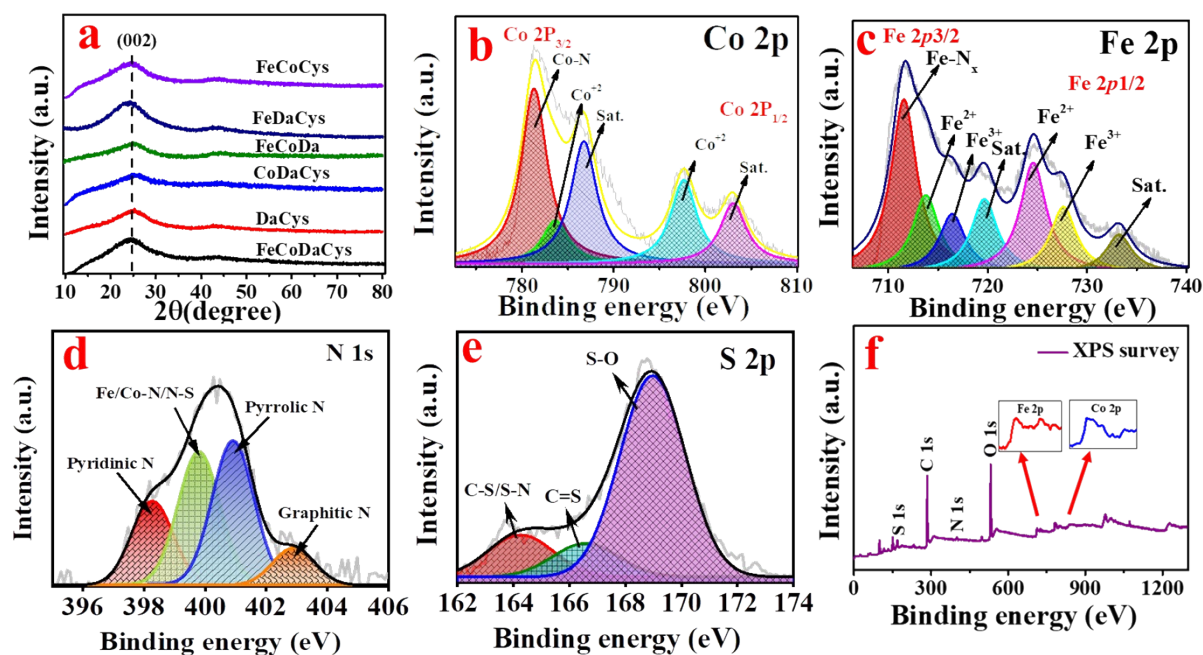 a
(002)
FeCoCys
FeDaCys
FeCoDa
CoDaCys
DaCys
FeCoDaCys
Intensity (a.u.)
10 20 30 40 50 60 70 80
2θ(degree)
b
Co 2P3/2
Co 2p
Co-N
Co+2
Sat.
Co 2P1/2
Co+2
Sat.
Intensity (a.u.)
780 790 800 810
Binding energy (eV)
c
Fe 2p3/2
Fe 2p
Fe-Nx
Fe 2p1/2
Fe2+
Fe3+
Sat.
Fe2+
Fe3+
Sat.
Intensity (a.u.)
710 720 730 740
Binding energy (eV)
d
N 1s
Fe/Co-N/N-S
Pyrrolic N
Pyridinic N
Graphitic N
Intensity (a.u.)
396 398 400 402 404 406
Binding energy (eV)
e
S 2p
S-O
C-S/S-N
C=S
Intensity (a.u.)
162 164 166 168 170 172 174
Binding energy (eV)
f
XPS survey
Fe 2p
Co 2p
O 1s
C 1s
S 1s
N 1s
Intensity (a.u.)
0 300 600 900 1200
Binding energy (eV)